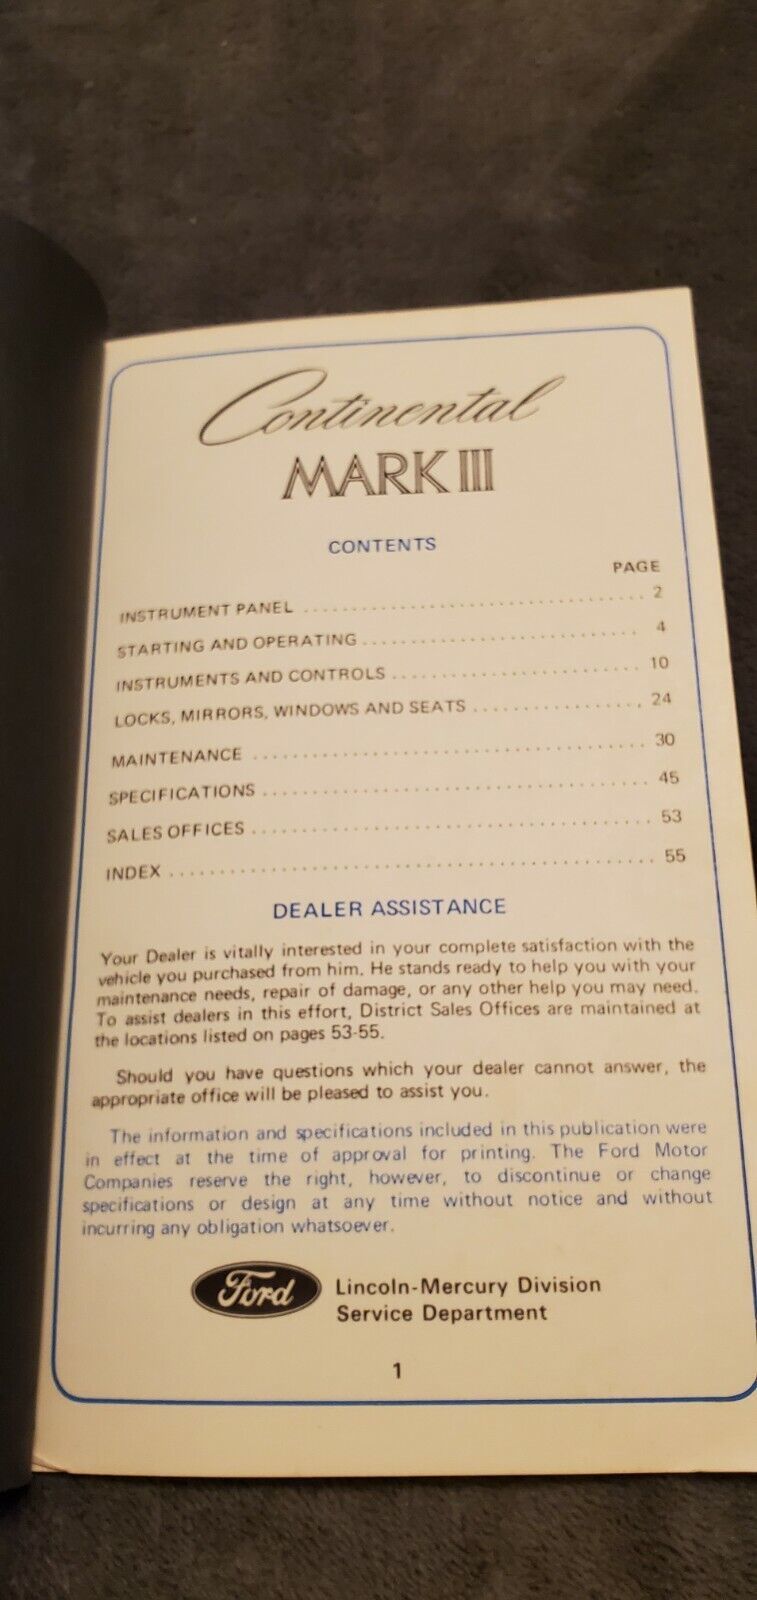 Continental
MARK III
CONTENTS
PAGE
INSTRUMENT PANEL ........................................ 2
STARTING AND OPERATING ................................ 4
INSTRUMENTS AND CONTROLS ............................ 10
LOCKS, MIRRORS, WINDOWS AND SEATS .................. 24
MAINTENANCE ............................................ 30
SPECIFICATIONS .......................................... 45
SALES OFFICES ........................................... 53
INDEX .................................................... 55
DEALER ASSISTANCE
Your Dealer is vitally interested in your complete satisfaction with the
vehicle you purchased from him. He stands ready to help you with your
maintenance needs, repair of damage, or any other help you may need.
To assist dealers in this effort, District Sales Offices are maintained at
the locations listed on pages 53-55.
Should you have questions which your dealer cannot answer, the
appropriate office will be pleased to assist you.
The information and specifications included in this publication were
in effect at the time of approval for printing. The Ford Motor
Companies reserve the right, however, to discontinue or change
specifications or design at any time without notice and without
incurring any obligation whatsoever.
Ford Lincoln-Mercury Division
Service Department
1